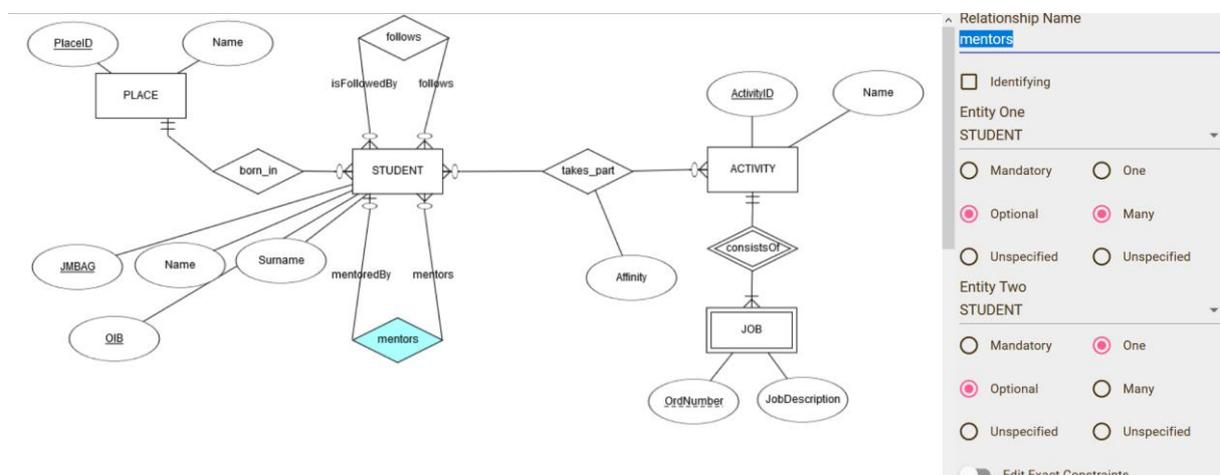 PlaceID
Name
PLACE
follows
isFollowedBy
follows
born_in
STUDENT
takes_part
ActivityID
Name
ACTIVITY
JMBAG
Name
Surname
OIB
mentoredBy
mentors
mentors
Affinity
consistsOf
JOB
OrdNumber
JobDescription
Relationship Name
mentors
Identifying
Entity One
STUDENT
Mandatory One
Optional Many
Unspecified Unspecified
Entity Two
STUDENT
Mandatory One
Optional Many
Unspecified Unspecified
Edit Exact Constraints